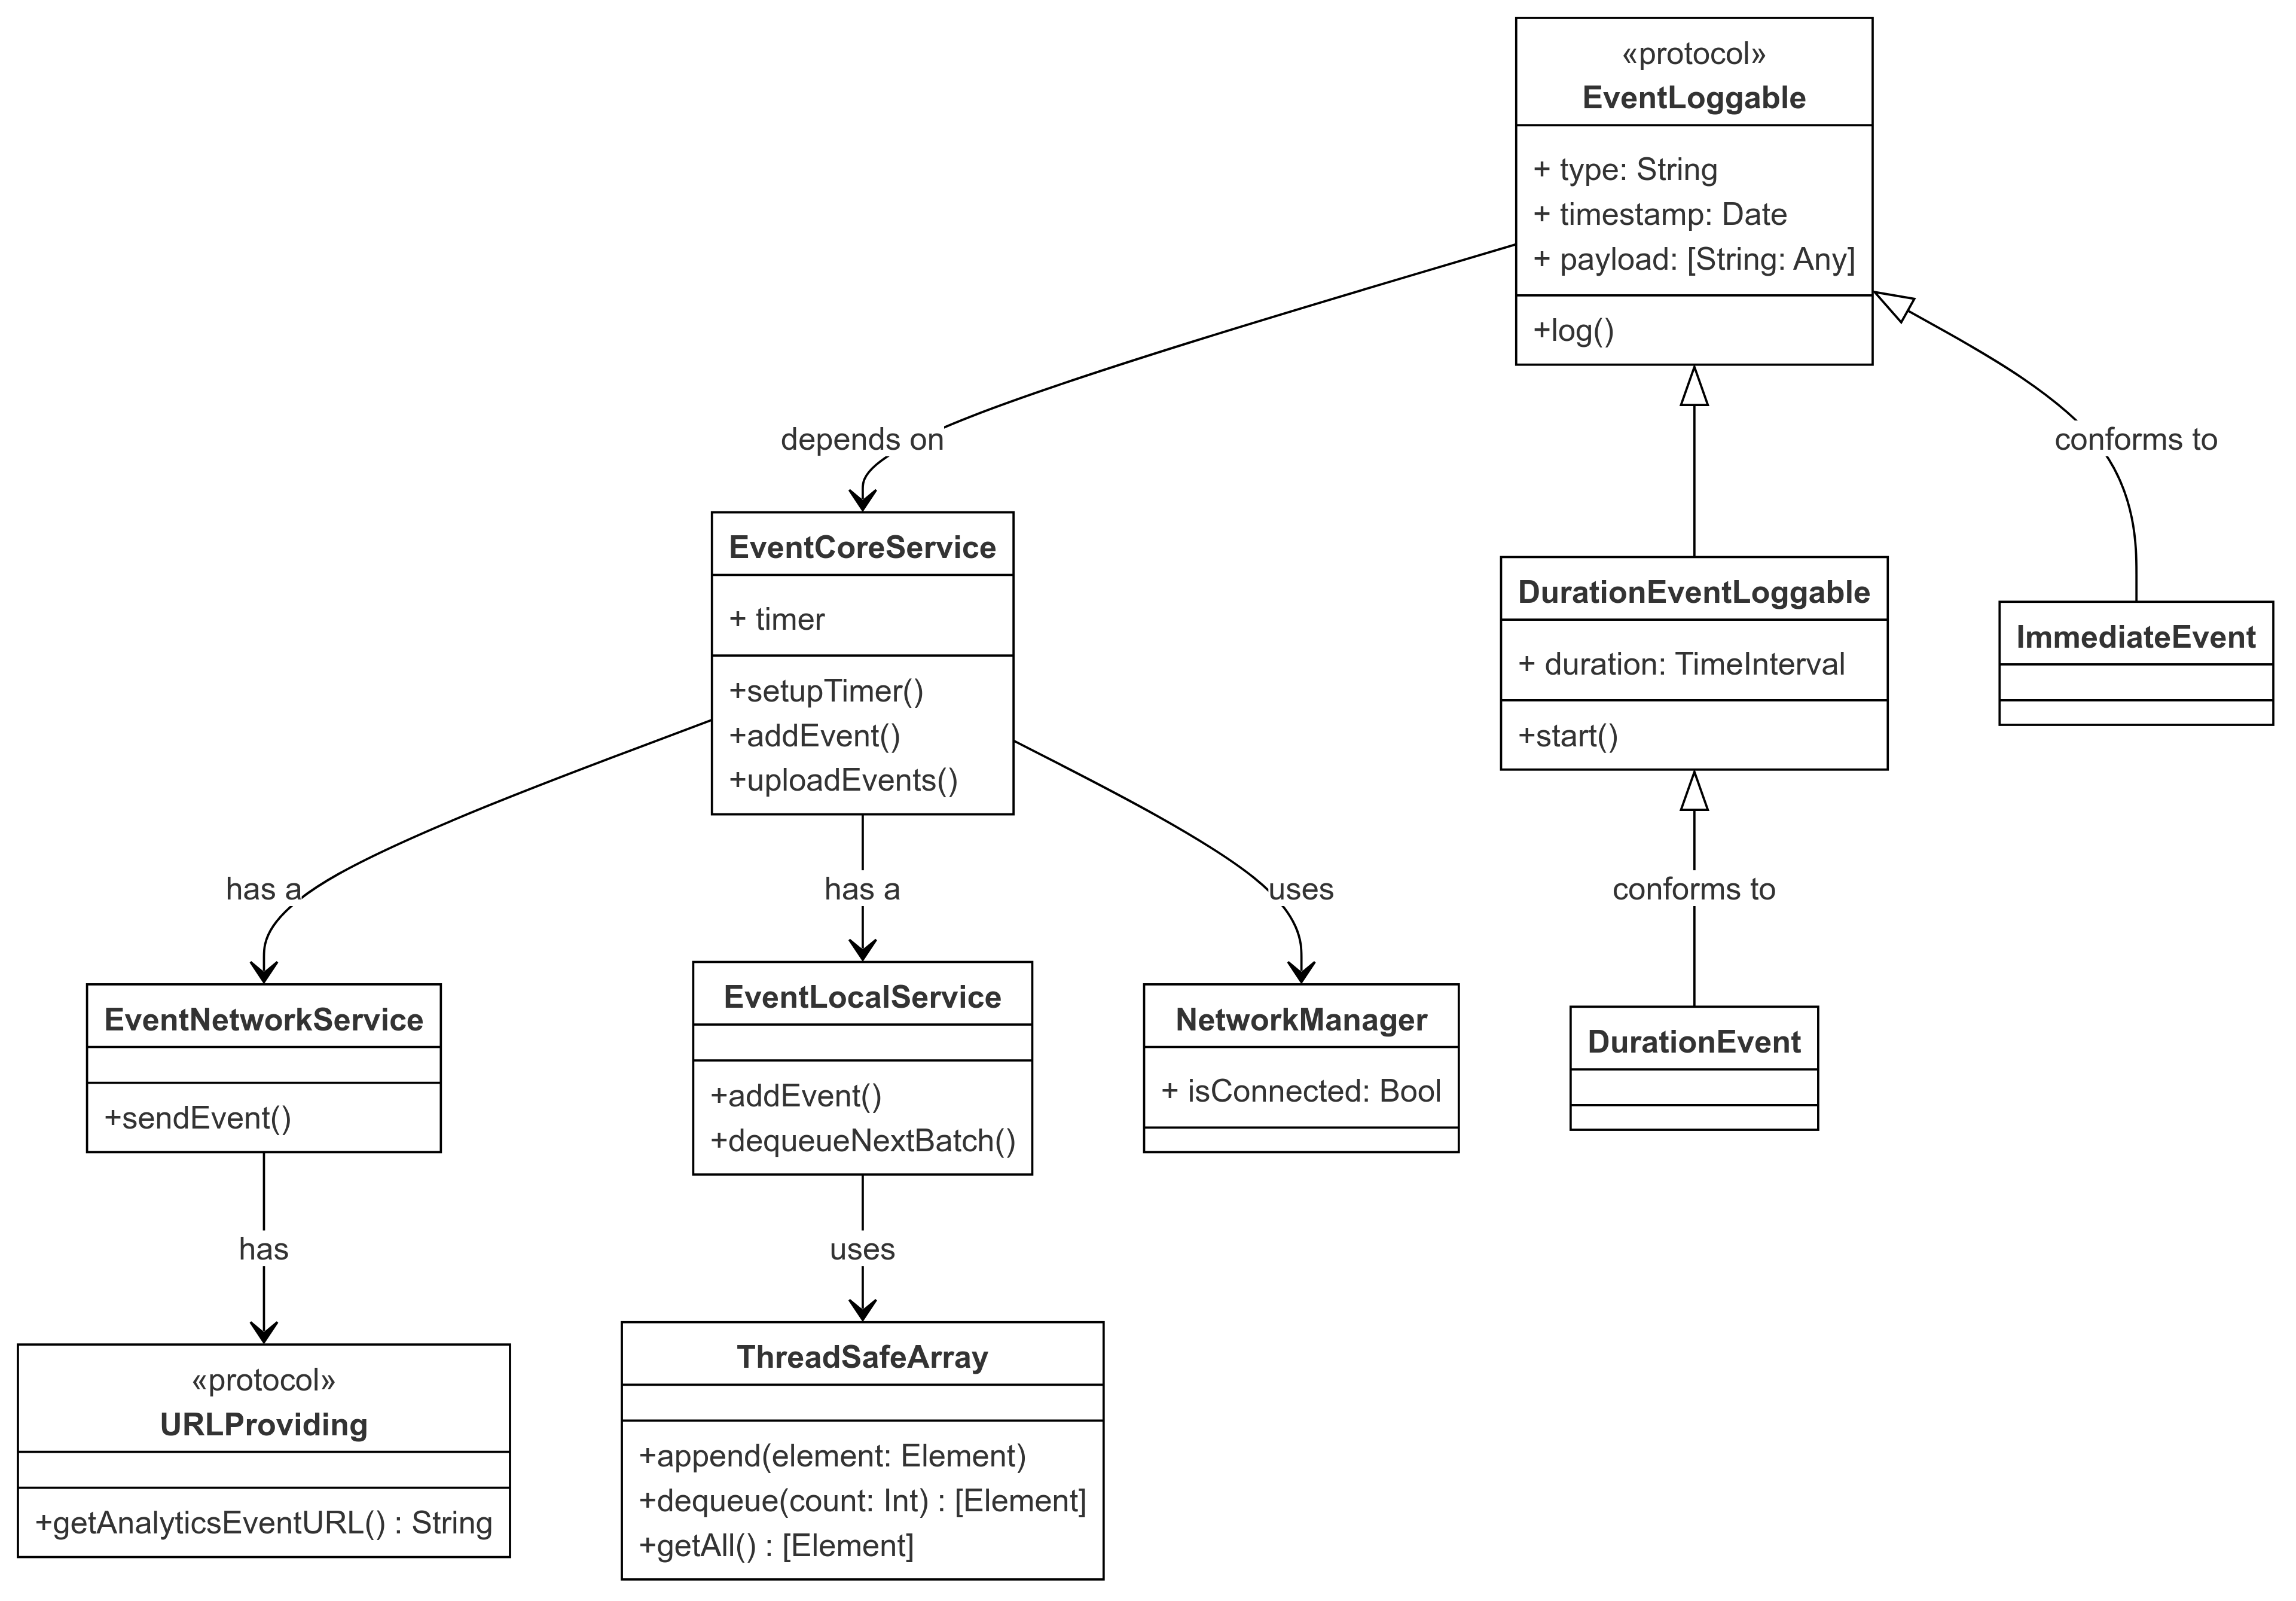 «protocol»
EventLoggable
+ type: String
+ timestamp: Date
+ payload: [String: Any]
+log()
depends on
conforms to
EventCoreService
+ timer
+setupTimer()
+addEvent()
+uploadEvents()
DurationEventLoggable
+ duration: TimeInterval
+start()
ImmediateEvent
has a
has a
uses
conforms to
EventNetworkService
+sendEvent()
EventLocalService
+addEvent()
+dequeueNextBatch()
NetworkManager
+ isConnected: Bool
DurationEvent
has
uses
«protocol»
URLProviding
+getAnalyticsEventURL() : String
ThreadSafeArray
+append(element: Element)
+dequeue(count: Int) : [Element]
+getAll() : [Element]